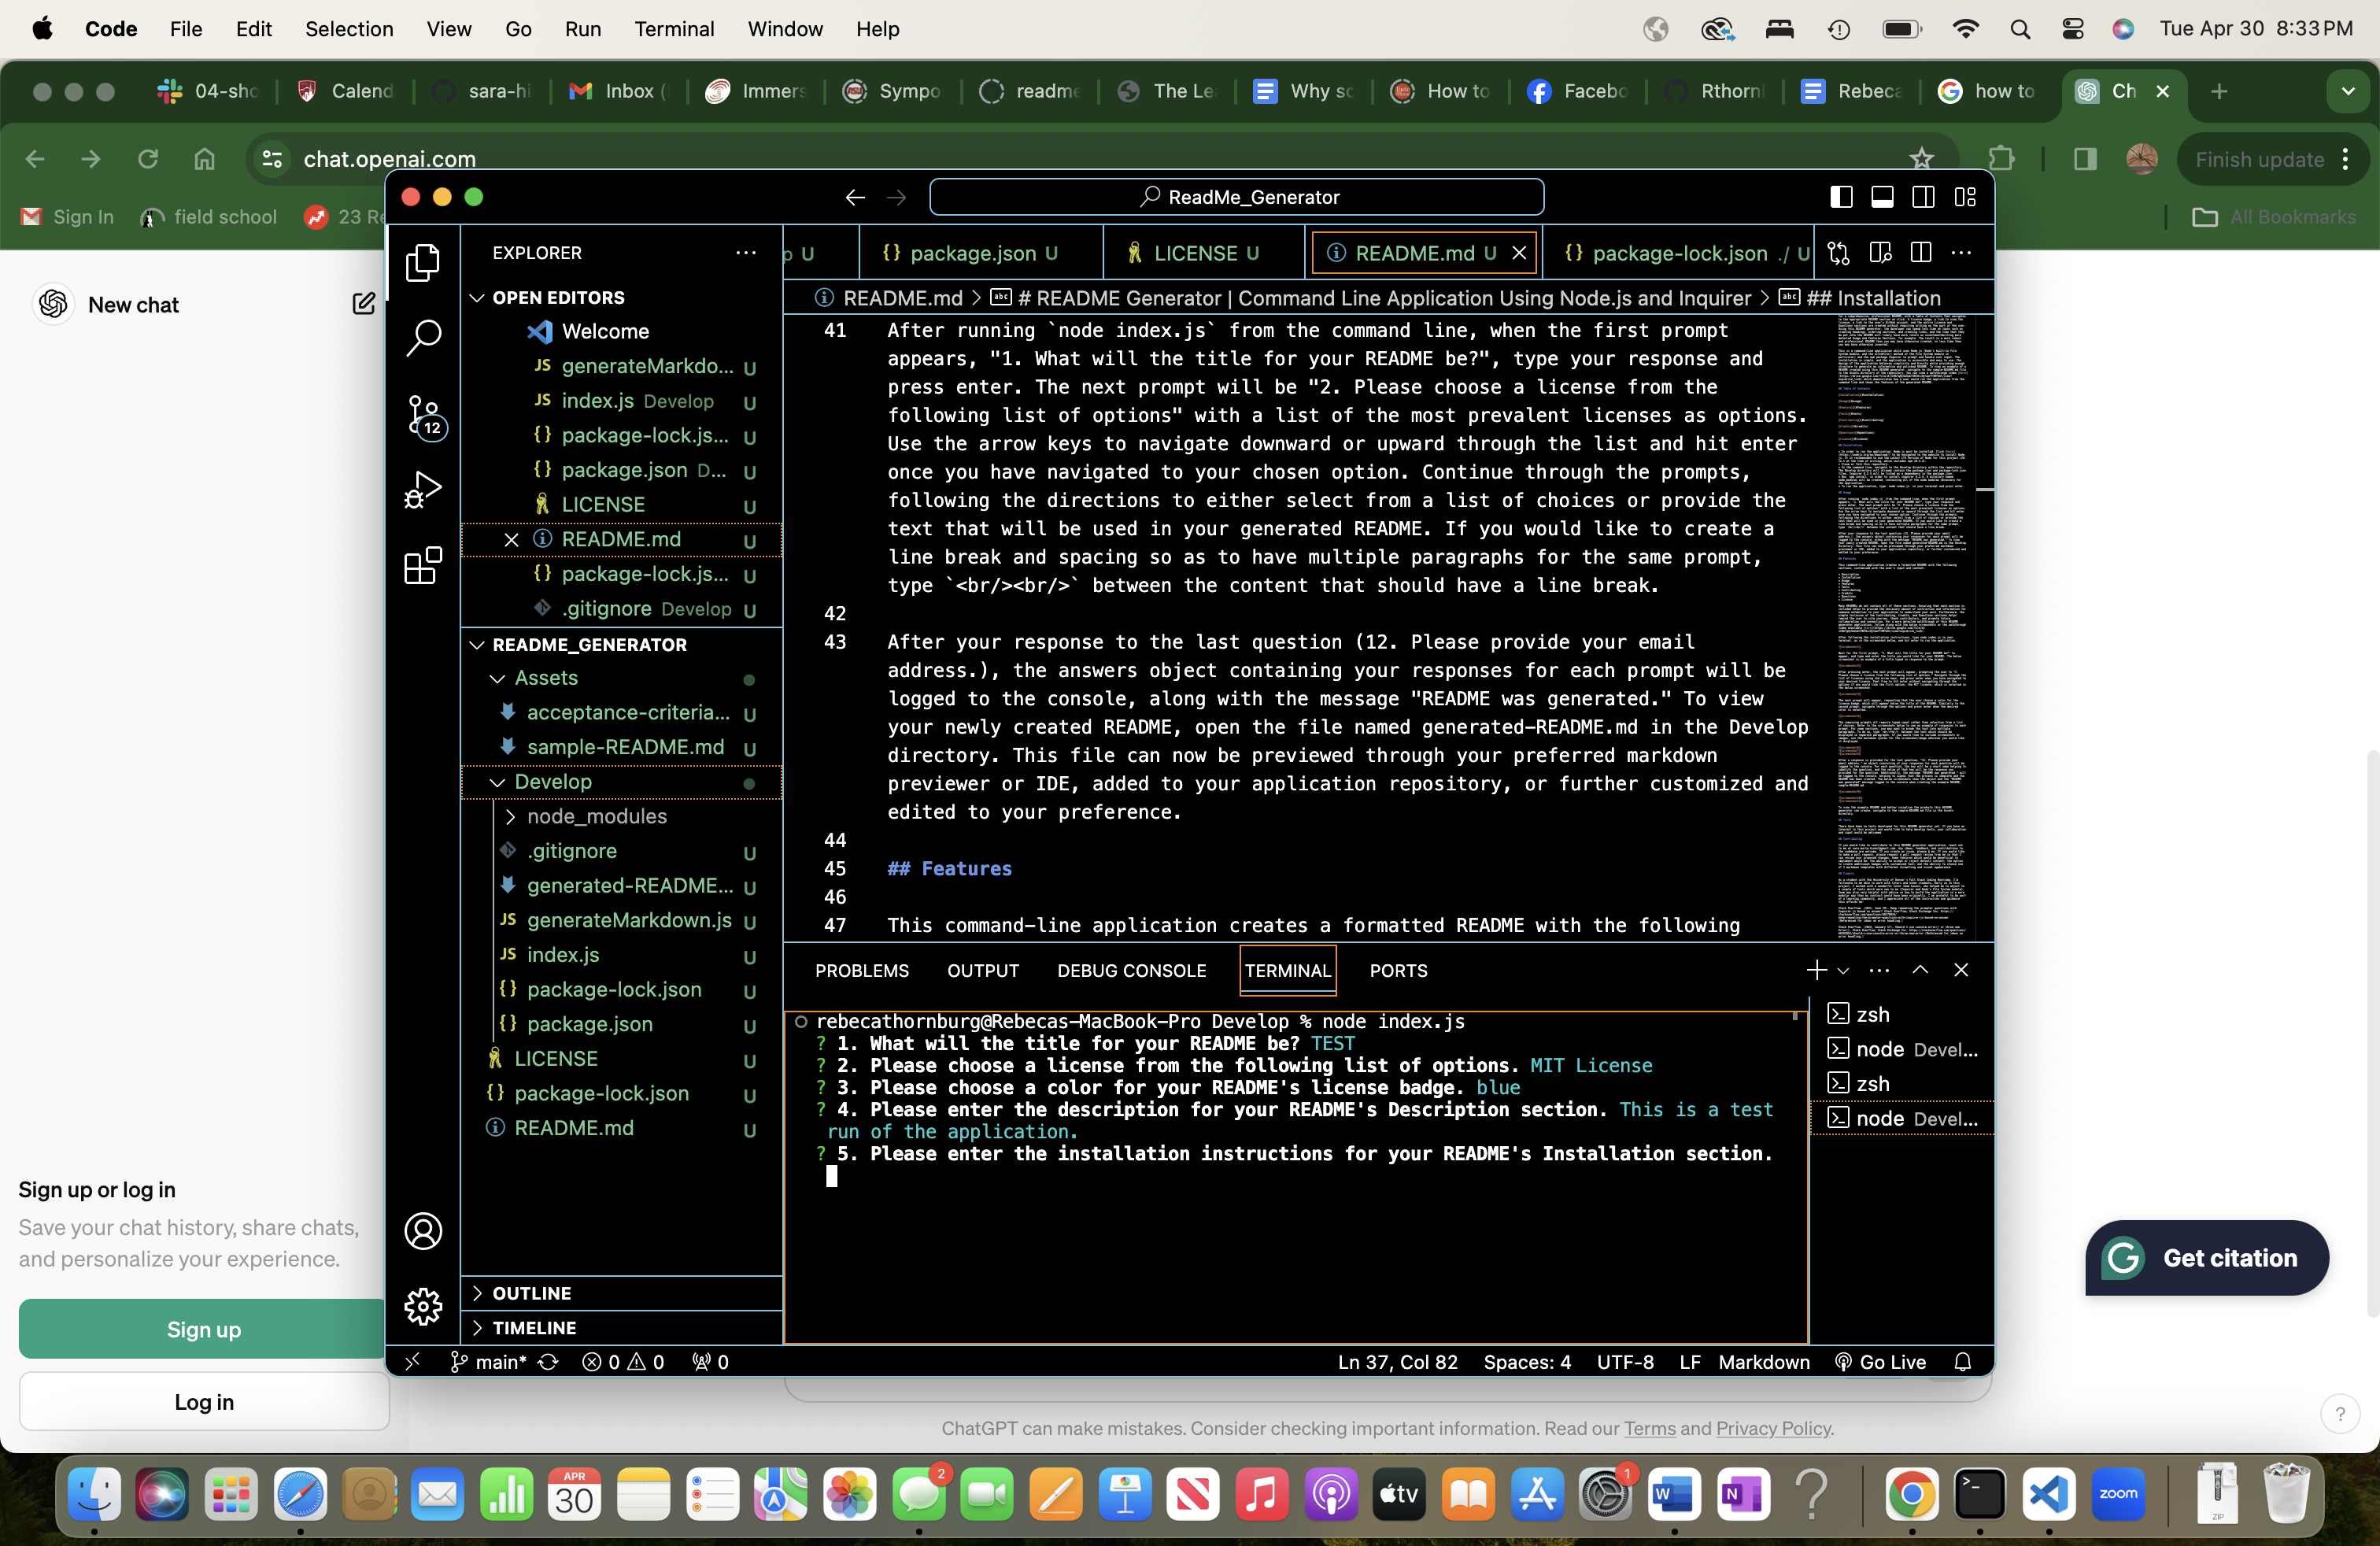 Code File Edit Selection View Go Run Terminal Window Help Tue Apr 30 8:33 PM
04-sho Calend sara-hi Inbox ( Immers Sympo readme The Le Why so How to Facebo Rthornl Rebeca how to Ch
chat.openai.com Finish update
Sign In field school 23 Re All Bookmarks
New chat
Sign up or log in
Save your chat history, share chats,
and personalize your experience.
Sign up
Log in
ReadMe_Generator
EXPLORER
OPEN EDITORS
Welcome
generateMarkdo... U
index.js Develop U
package-lock.js... U
package.json D... U
LICENSE U
README.md U
package-lock.js... U
.gitignore Develop U
README_GENERATOR
Assets
acceptance-criteria... U
sample-README.md U
Develop
node_modules
.gitignore U
generated-README... U
generateMarkdown.js U
index.js U
package-lock.json U
package.json U
LICENSE U
package-lock.json U
README.md U
OUTLINE
TIMELINE
12
p U package.json U LICENSE U README.md U package-lock.json ./ U
README.md > # README Generator | Command Line Application Using Node.js and Inquirer > ## Installation
41 After running `node index.js` from the command line, when the first prompt
appears, "1. What will the title for your README be?", type your response and
press enter. The next prompt will be "2. Please choose a license from the
following list of options" with a list of the most prevalent licenses as options.
Use the arrow keys to navigate downward or upward through the list and hit enter
once you have navigated to your chosen option. Continue through the prompts,
following the directions to either select from a list of choices or provide the
text that will be used in your generated README. If you would like to create a
line break and spacing so as to have multiple paragraphs for the same prompt,
type `<br/><br/>` between the content that should have a line break.
42
43 After your response to the last question (12. Please provide your email
address.), the answers object containing your responses for each prompt will be
logged to the console, along with the message "README was generated." To view
your newly created README, open the file named generated-README.md in the Develop
directory. This file can now be previewed through your preferred markdown
previewer or IDE, added to your application repository, or further customized and
edited to your preference.
44
45 ## Features
46
47 This command-line application creates a formatted README with the following
PROBLEMS OUTPUT DEBUG CONSOLE TERMINAL PORTS
rebecathornburg@Rebecas-MacBook-Pro Develop % node index.js
? 1. What will the title for your README be? TEST
? 2. Please choose a license from the following list of options. MIT License
? 3. Please choose a color for your README's license badge. blue
? 4. Please enter the description for your README's Description section. This is a test
run of the application.
? 5. Please enter the installation instructions for your README's Installation section.
zsh
node Devel...
zsh
node Devel...
main* 0 0 0 Ln 37, Col 82 Spaces: 4 UTF-8 LF Markdown Go Live
Get citation
ChatGPT can make mistakes. Consider checking important information. Read our Terms and Privacy Policy.
?
APR
30
2
tv
1
W
N
zoom
ZIP